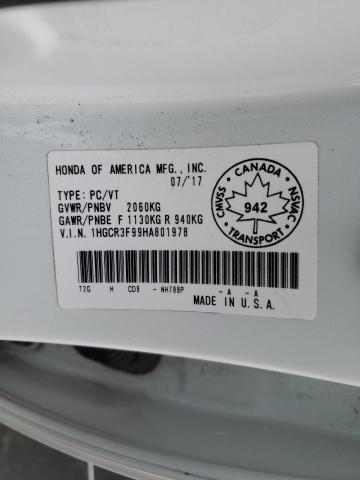 HONDA OF AMERICA MFG., INC.
07/'17
TYPE: PC/VT
GVWR/PNBV 2060KG
GAWR/PNBE F 1130KG R 940KG
V.I.N. 1HGCR3F99HA801978
CANADA
CMVSS 942 NSVAC
TRANSPORT
T2G H CD9 - NH788P - A - A
MADE IN U.S.A.